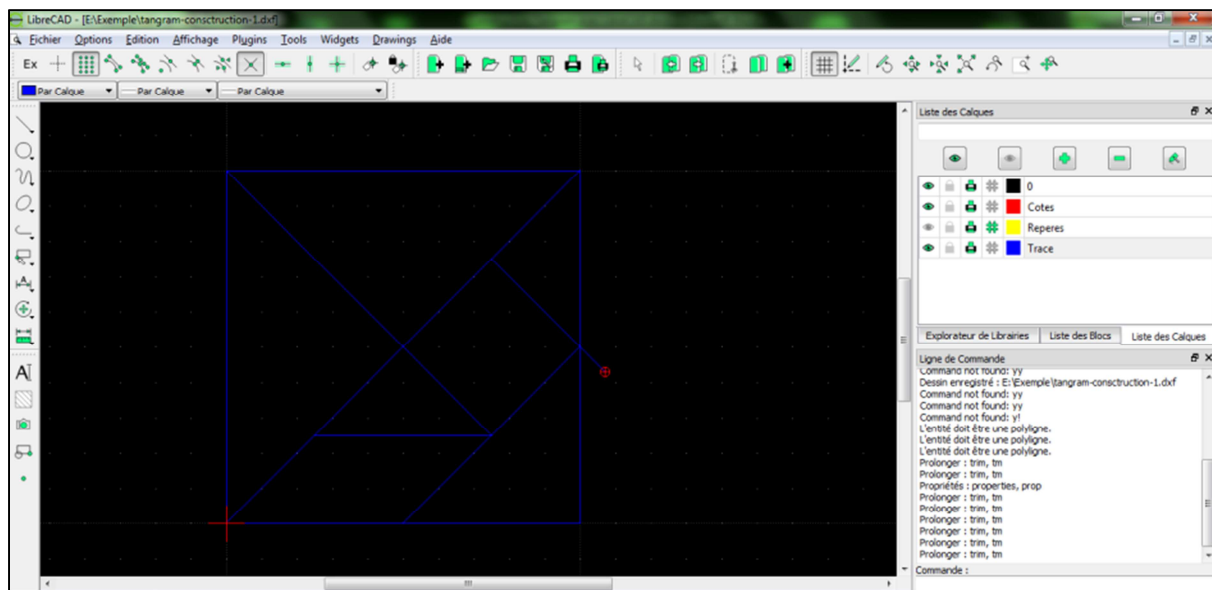 LibreCAD - [E:\Exemple\tangram-consctruction-1.dxf]
Fichier Options Edition Affichage Plugins Tools Widgets Drawings Aide
Ex
Par Calque Par Calque Par Calque
Liste des Calques
0
Cotes
Reperes
Trace
Explorateur de Librairies Liste des Blocs Liste des Calques
Ligne de Commande
Command not found: yy
Dessin enregistré : E:\Exemple\tangram-consctruction-1.dxf
Command not found: yy
Command not found: yy
Command not found: y!
L'entité doit être une polyligne.
L'entité doit être une polyligne.
L'entité doit être une polyligne.
Prolonger : trim, tm
Prolonger : trim, tm
Propriétés : properties, prop
Prolonger : trim, tm
Prolonger : trim, tm
Prolonger : trim, tm
Prolonger : trim, tm
Prolonger : trim, tm
Prolonger : trim, tm
Commande :
A